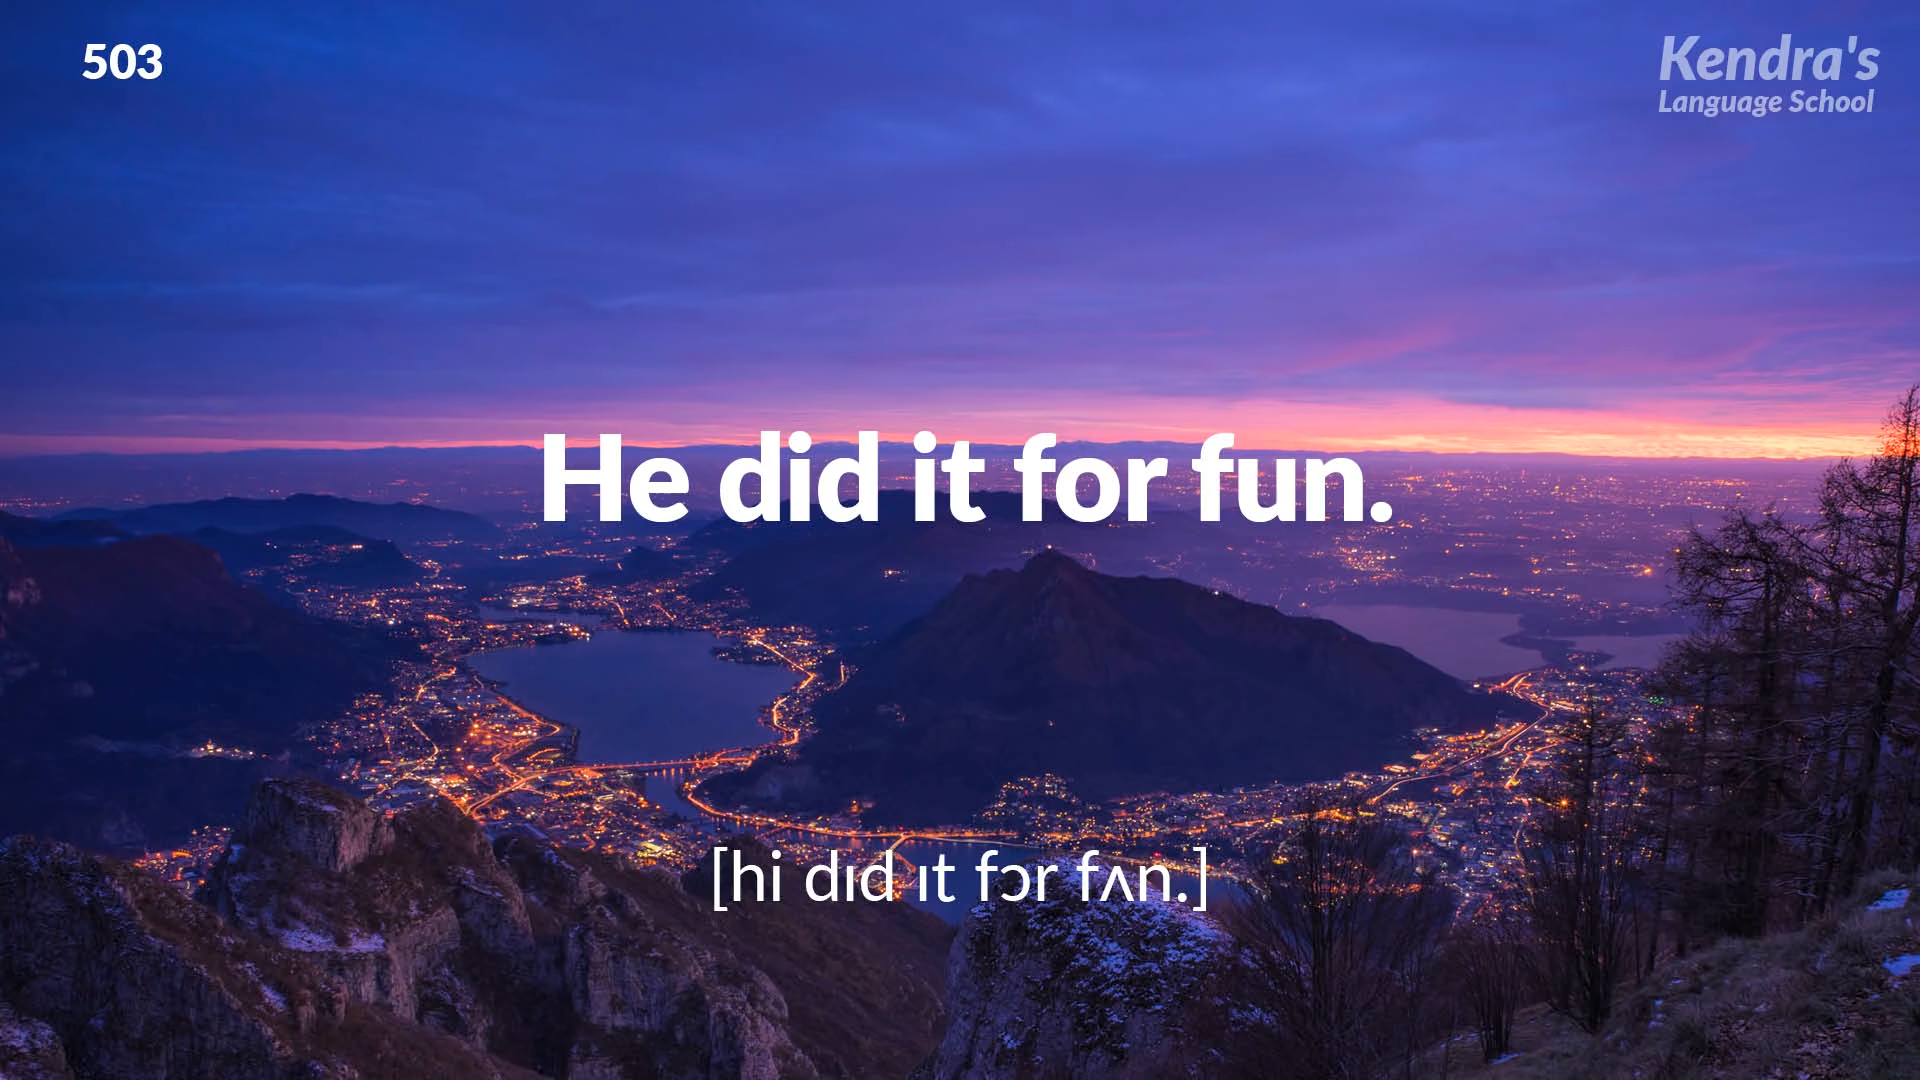 503
Kendra's
Language School
He did it for fun.
[hi dɪd ɪt fɔr fʌn.]